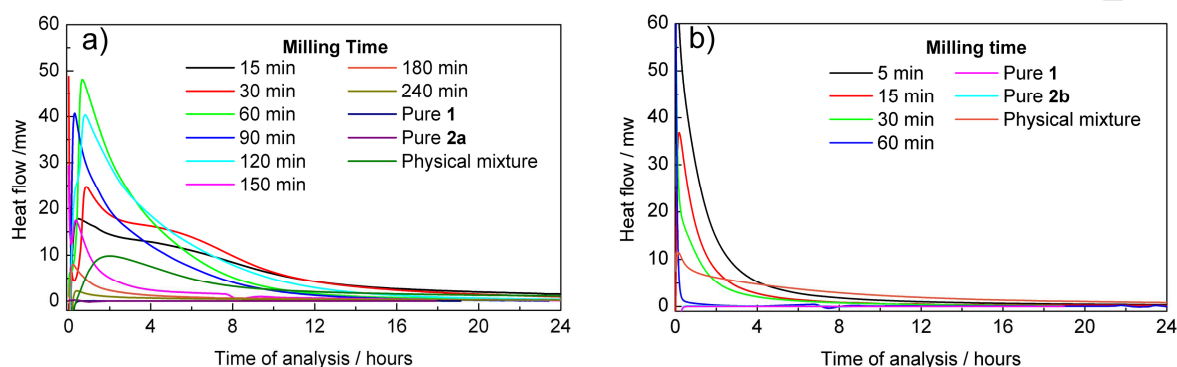 a)
Milling Time
15 min
30 min
60 min
90 min
120 min
150 min
180 min
240 min
Pure 1
Pure 2a
Physical mixture
Heat flow /mw
60
50
40
30
20
10
0
0 4 8 12 16 20 24
Time of analysis / hours
b)
Milling time
5 min
15 min
30 min
60 min
Pure 1
Pure 2b
Physical mixture
Heat flow / mw
60
50
40
30
20
10
0
0 4 8 12 16 20 24
Time of analysis / hours